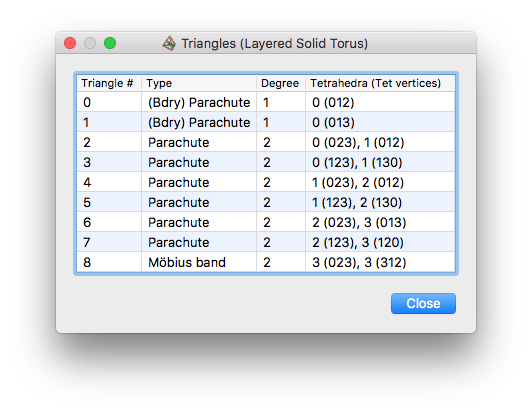 Triangles (Layered Solid Torus)
Triangle # Type Degree Tetrahedra (Tet vertices)
0 (Bdry) Parachute 1 0 (012)
1 (Bdry) Parachute 1 0 (013)
2 Parachute 2 0 (023), 1 (012)
3 Parachute 2 0 (123), 1 (130)
4 Parachute 2 1 (023), 2 (012)
5 Parachute 2 1 (123), 2 (130)
6 Parachute 2 2 (023), 3 (013)
7 Parachute 2 2 (123), 3 (120)
8 Möbius band 2 3 (023), 3 (312)
Close